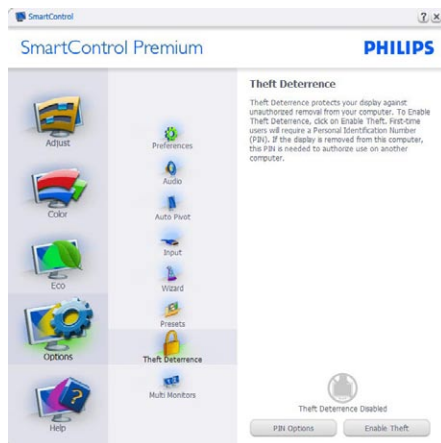 SmartControl
? x
SmartControl Premium
PHILIPS
Adjust
Color
Eco
Options
Help
Preferences
Audio
Auto Pivot
Input
Wizard
Presets
Theft Deterrence
Multi Monitors
Theft Deterrence
Theft Deterrence protects your display against
unauthorized removal from your computer. To Enable
Theft Deterrence, click on Enable Theft. First-time
users will require a Personal Identification Number
(PIN). If the display is removed from this computer,
this PIN is needed to authorize use on another
computer.
Theft Deterrence Disabled
PIN Options
Enable Theft